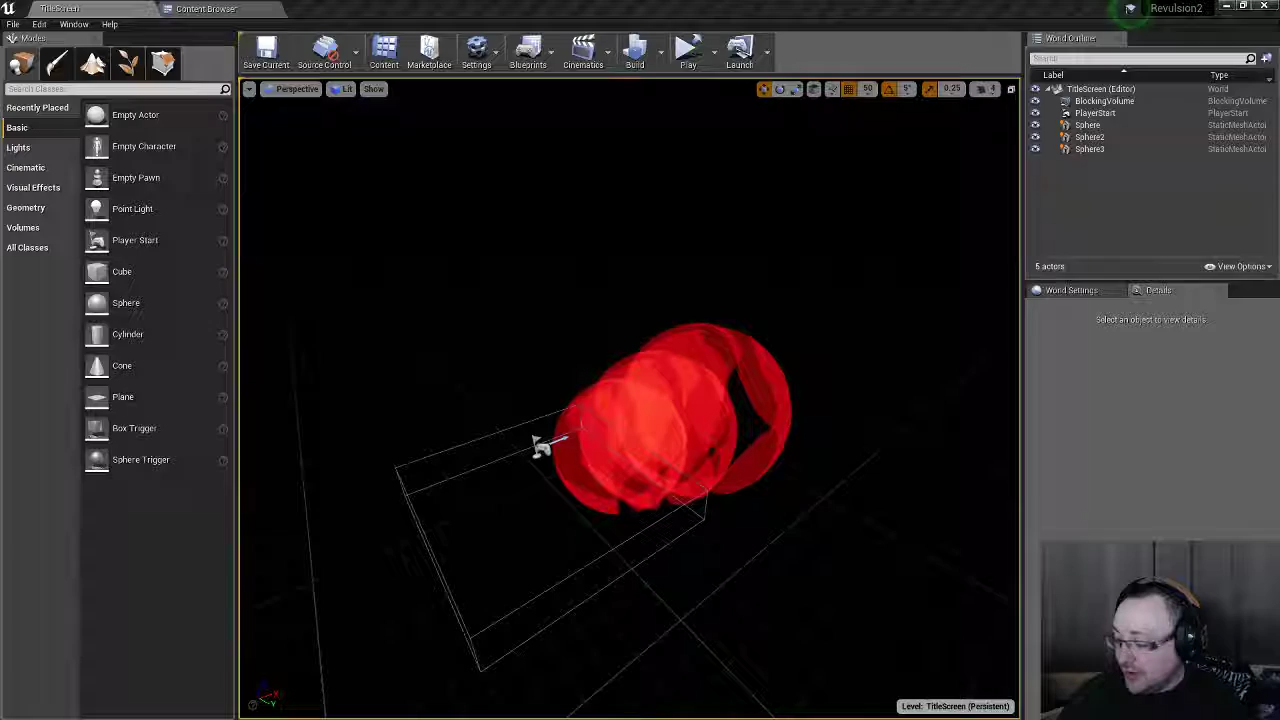 TitleScreen
Content Browser
Revulsion2
File Edit Window Help
Modes
Search Classes
Recently Placed
Basic
Lights
Cinematic
Visual Effects
Geometry
Volumes
All Classes
Empty Actor
Empty Character
Empty Pawn
Point Light
Player Start
Cube
Sphere
Cylinder
Cone
Plane
Box Trigger
Sphere Trigger
Save Current Source Control Content Marketplace Settings Blueprints Cinematics Build Play Launch
Perspective Lit Show
50 5° 0.25 4
Level: TitleScreen (Persistent)
World Outliner
Search
Label Type
TitleScreen (Editor) World
BlockingVolume BlockingVolume
PlayerStart PlayerStart
Sphere StaticMeshActor
Sphere2 StaticMeshActor
Sphere3 StaticMeshActor
5 actors View Options
World Settings Details
Select an object to view details.